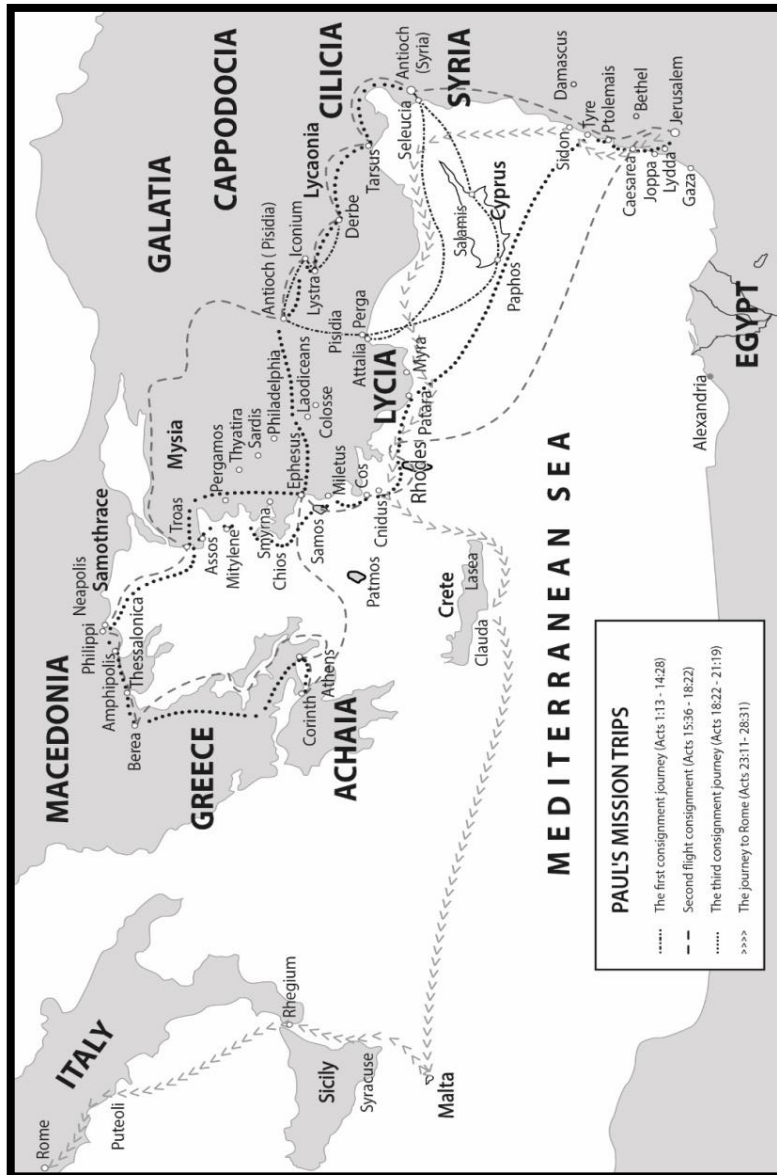 MACEDONIA
GREECE
ACHAIA
ITALY
Sicily
Malta
Rome
Puteoli
Rhegium
Syracuse
Philippi
Neapolis
Amphipolis
Thessalonica
Berea
Samothrace
Corinth
Athens
Troas
Mysia
Assos
Mitylene
Pergamos
Thyatira
Sardis
Philadelphia
Smyrna
Chios
Ephesus
Laodiceans
Colosse
Samos
Miletus
Patmos
Cos
Cnidus
Rhodes
Crete
Lasea
Clauda
GALATIA
CAPPODOCIA
CILICIA
SYRIA
Lycaonia
Antioch ( Pisidia)
Iconium
Lystra
Derbe
Tarsus
Pisidia
Perga
Attalia
LYCIA
Myra
Patara
Antioch
(Syria)
Seleucia
Salamis
Cyprus
Paphos
Damascus
Sidon
Tyre
Ptolemais
Bethel
Jerusalem
Caesarea
Joppa
Lydda
Gaza
EGYPT
Alexandria
MEDITERRANEAN SEA
PAUL'S MISSION TRIPS
The first consignment journey (Acts 1:13 - 14:28)
Second flight consignment (Acts 15:36 - 18:22)
The third consignment journey (Acts 18:22 - 21:19)
>>>> The journey to Rome (Acts 23:11- 28:31)